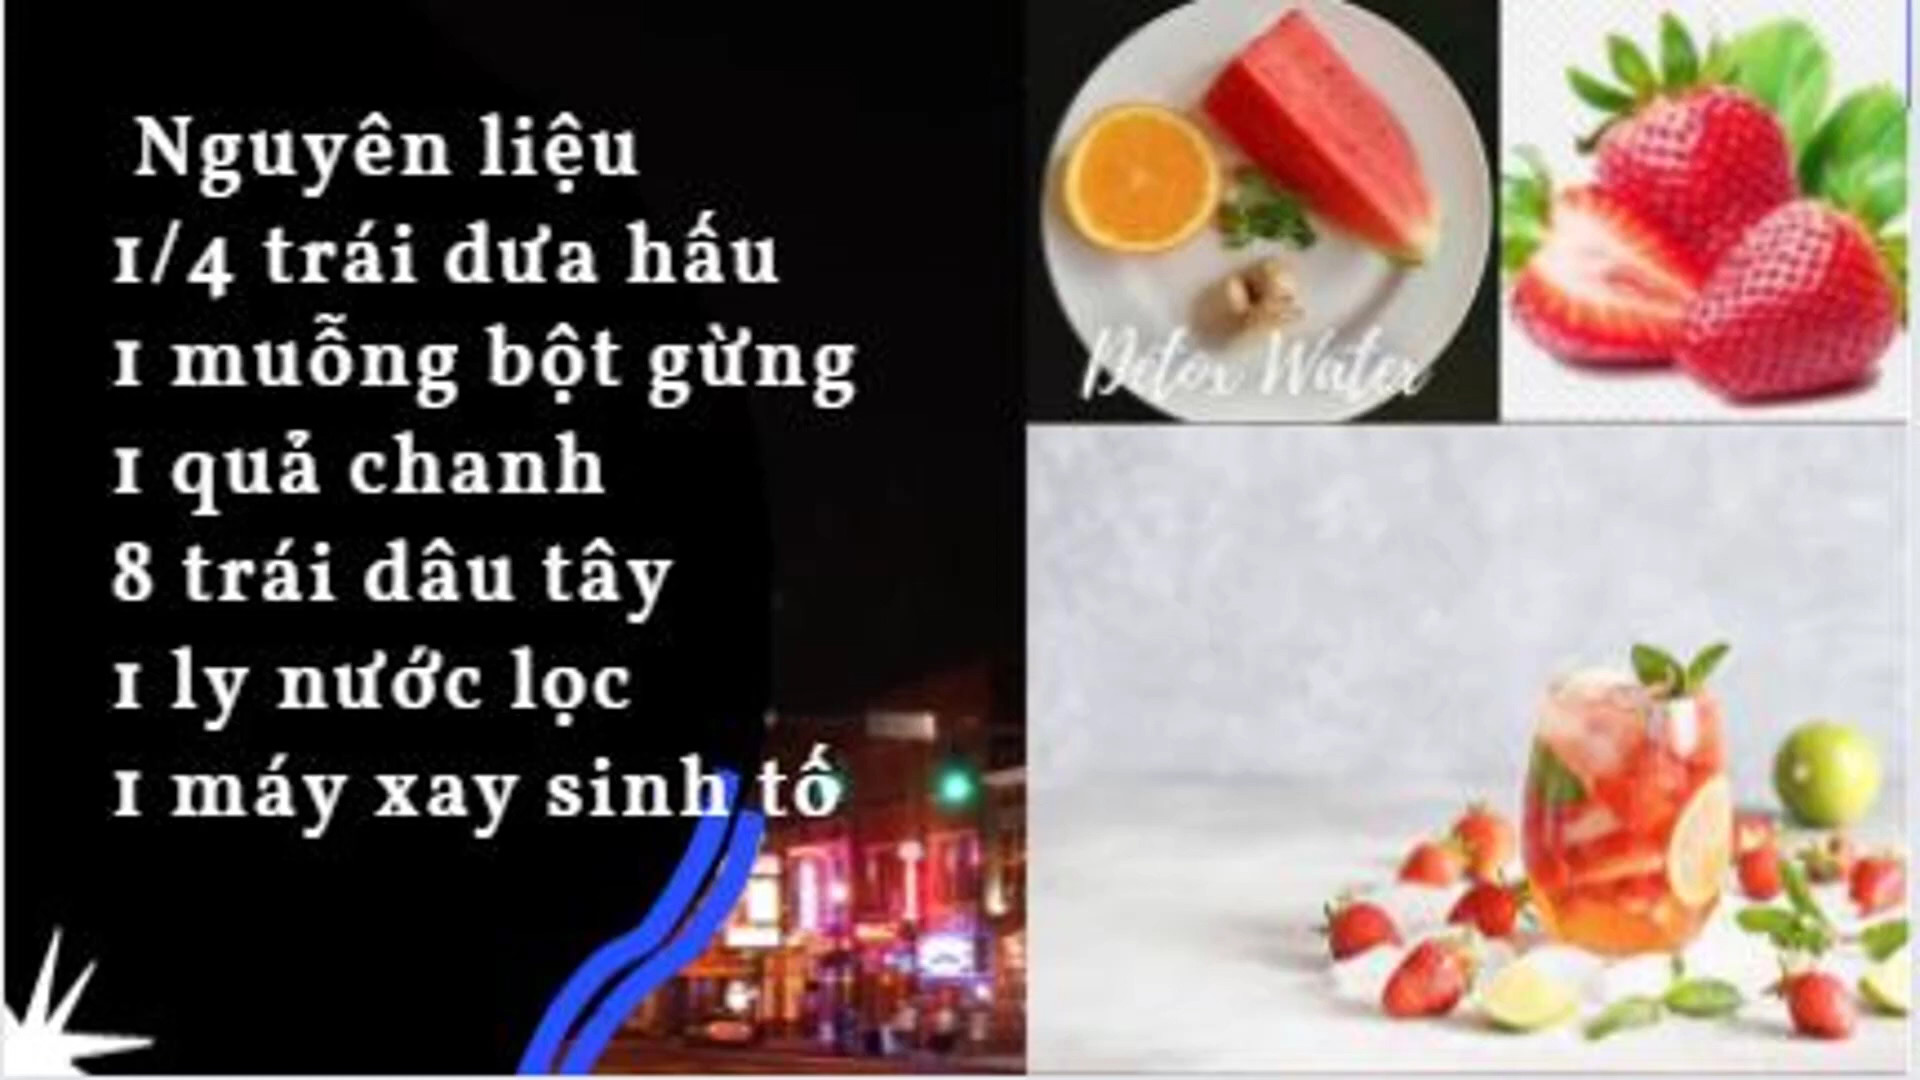 Nguyên liệu
1/4 trái dưa hấu
1 muỗng bột gừng
1 quả chanh
8 trái dâu tây
1 ly nước lọc
1 máy xay sinh tố
Detox Water